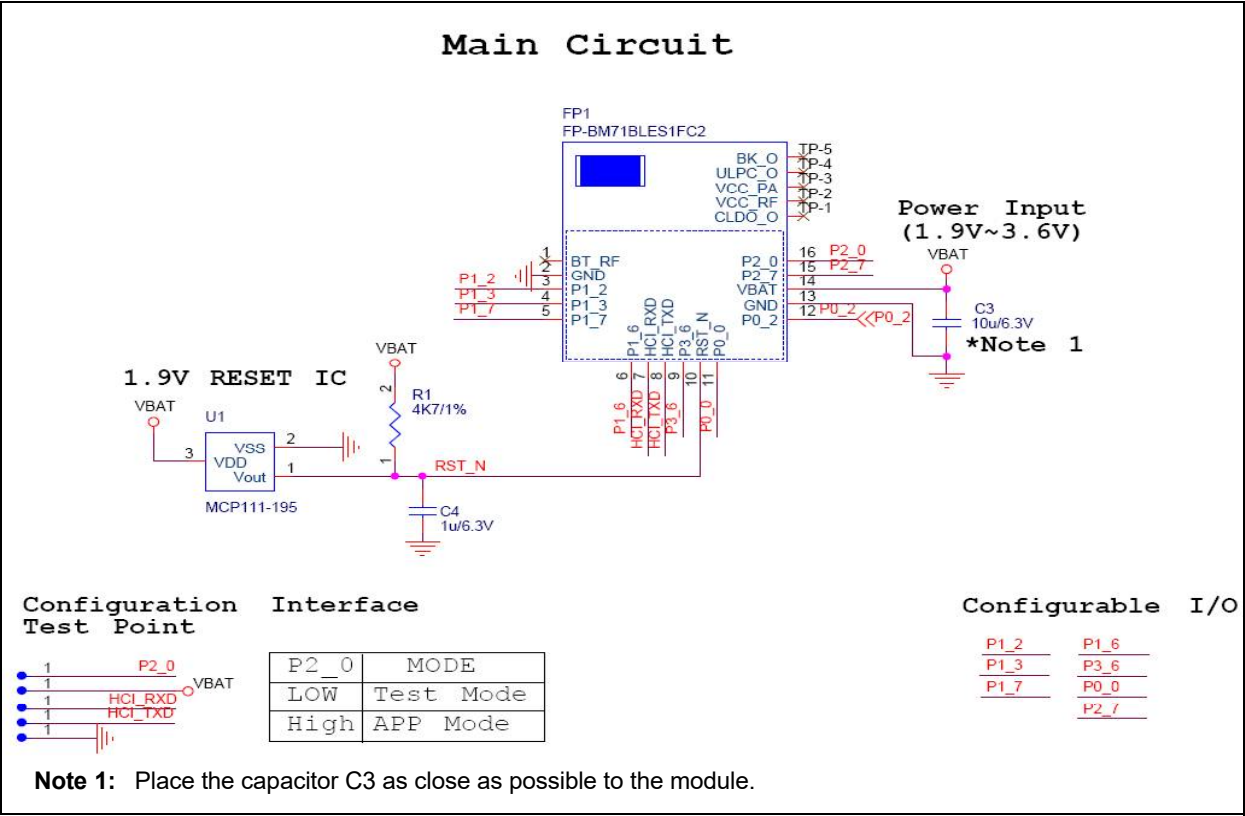 Main Circuit
FP1
FP-BM71BLES1FC2
BK_O
ULPC_O
VCC_PA
VCC_RF
CLDO_O
TP-5
TP-4
TP-3
TP-2
TP-1
Power Input
(1.9V~3.6V)
VBAT
1
2
3
4
5
P1_2
P1_3
P1_7
BT_RF
GND
P1_2
P1_3
P1_7
P2_0
P2_7
VBAT
GND
P0_2
16
15
14
13
12
P2_0
P2_7
P0_2
P0_2
C3
10u/6.3V
*Note 1
P1_6
HCI_RXD
HCI_TXD
P3_6
RST_N
P0_0
6
7
8
9
10
11
P1_6
HCI_RXD
HCI_TXD
P3_6
P0_0
VBAT
2
R1
4K7/1%
1
1.9V RESET IC
VBAT
U1
3
VSS
VDD
Vout
2
1
MCP111-195
RST_N
C4
1u/6.3V
Configuration Interface
Test Point
1 P2_0
1 VBAT
1 HCI_RXD
1 HCI_TXD
1
P2_0 MODE
LOW Test Mode
High APP Mode
Configurable I/O
P1_2 P1_6
P1_3 P3_6
P1_7 P0_0
P2_7
Note 1: Place the capacitor C3 as close as possible to the module.